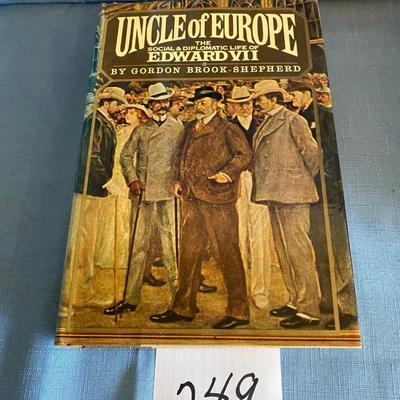 UNCLE of EUROPE
THE
SOCIAL & DIPLOMATIC LIFE OF
EDWARD VII
BY GORDON BROOK-SHEPHERD
249